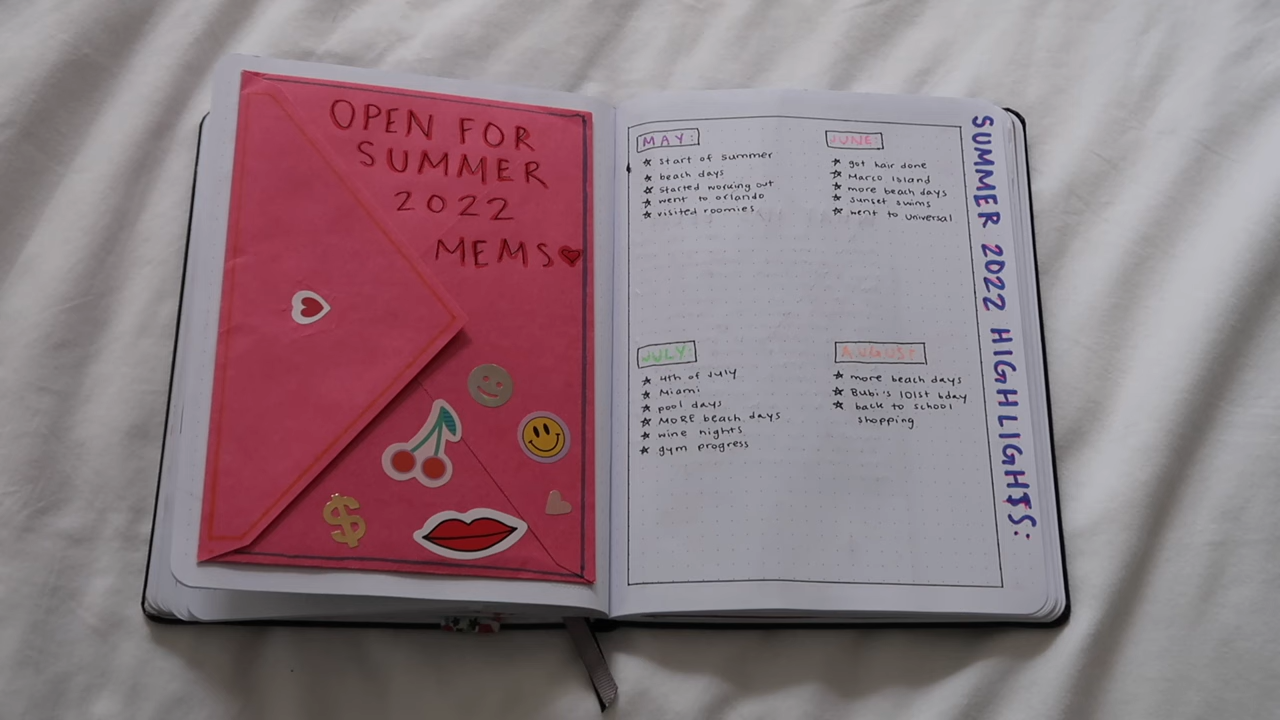 OPEN FOR
SUMMER
2022
MEMS
SUMMER 2022 HIGHLIGHTS:
MAY:
start of summer
beach days
started working out
went to orlando
visited roomies
JUNE:
got hair done
Marco Island
more beach days
sunset swims
went to universal
JULY:
4th of July
Miami
pool days
MORE beach days
wine nights
gym progress
AUGUST:
more beach days
Bubi's 101st bday
back to school
shopping